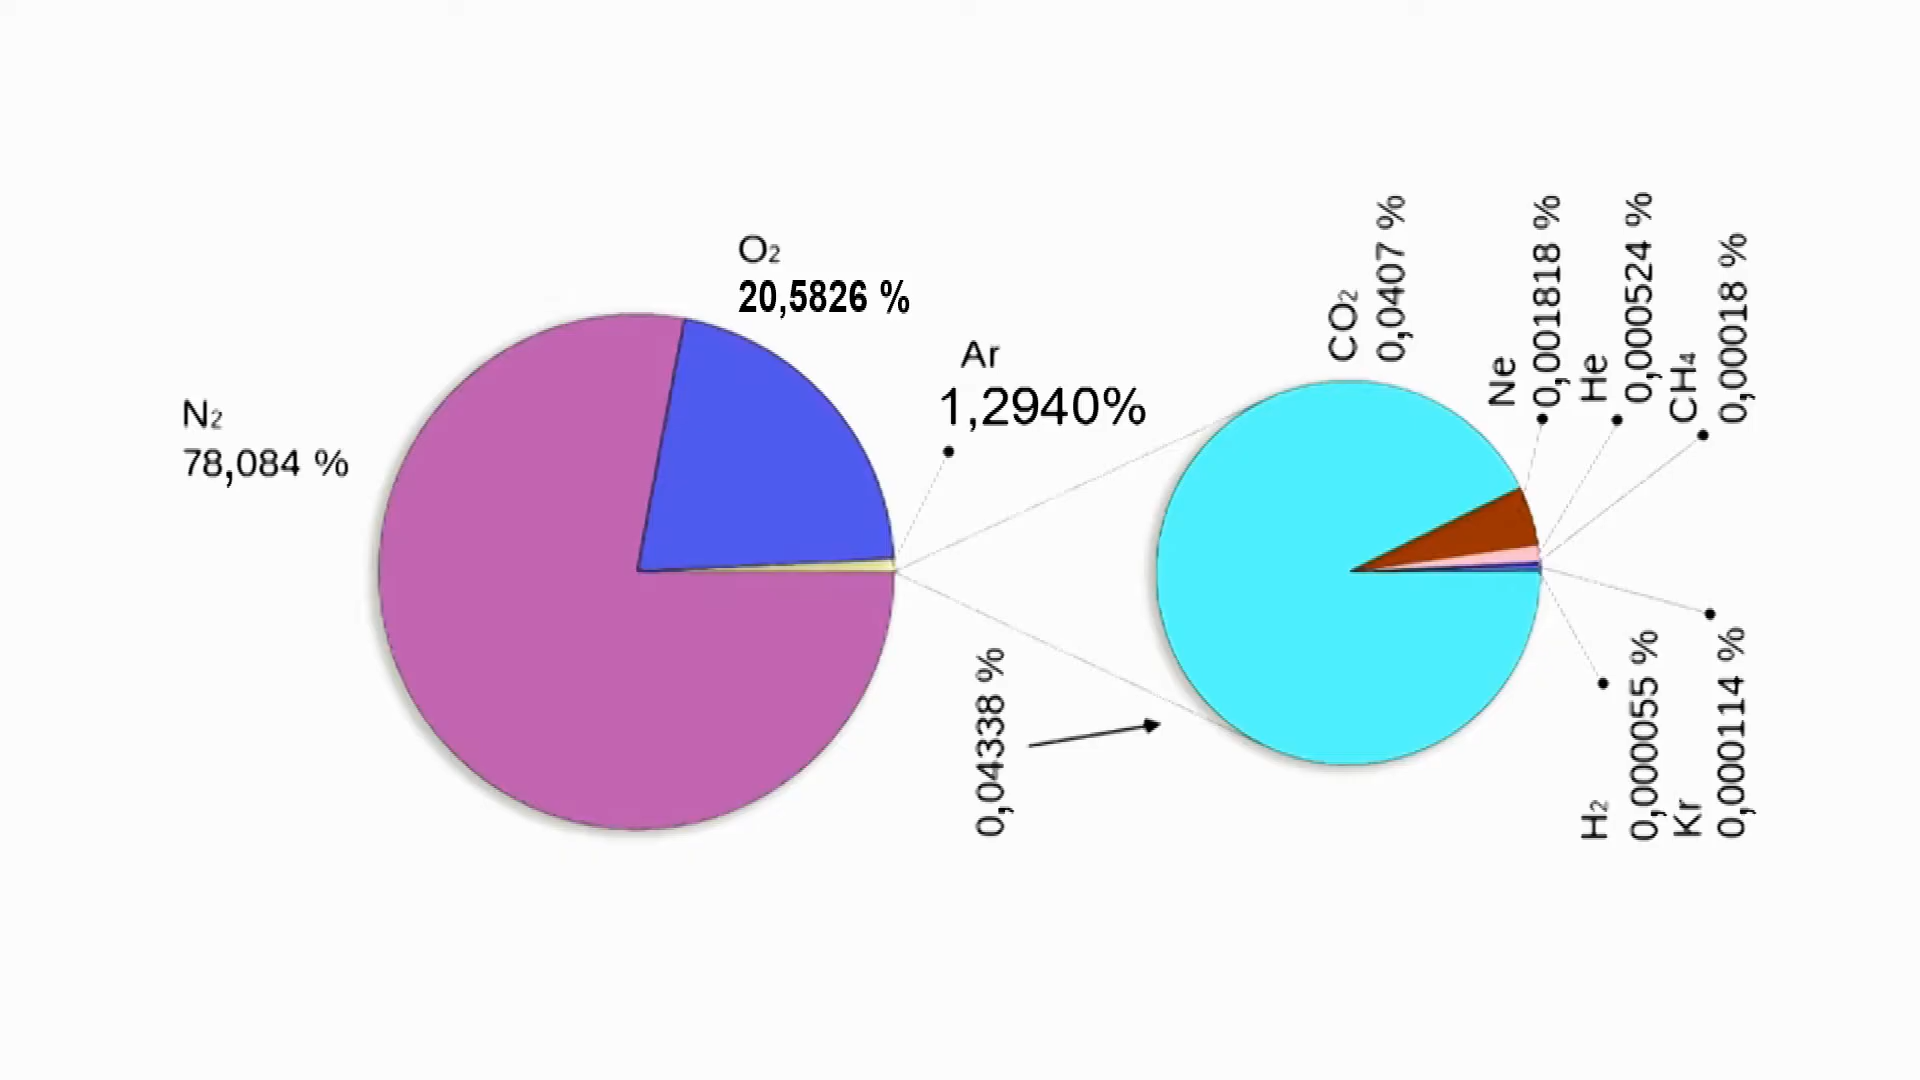 N₂
78,084 %
O₂
20,5826 %
Ar
1,2940%
0,04338 %
CO₂
0,0407 %
Ne
0,001818 %
He
0,000524 %
CH₄
0,00018 %
H₂
0,000055 %
Kr
0,000114 %